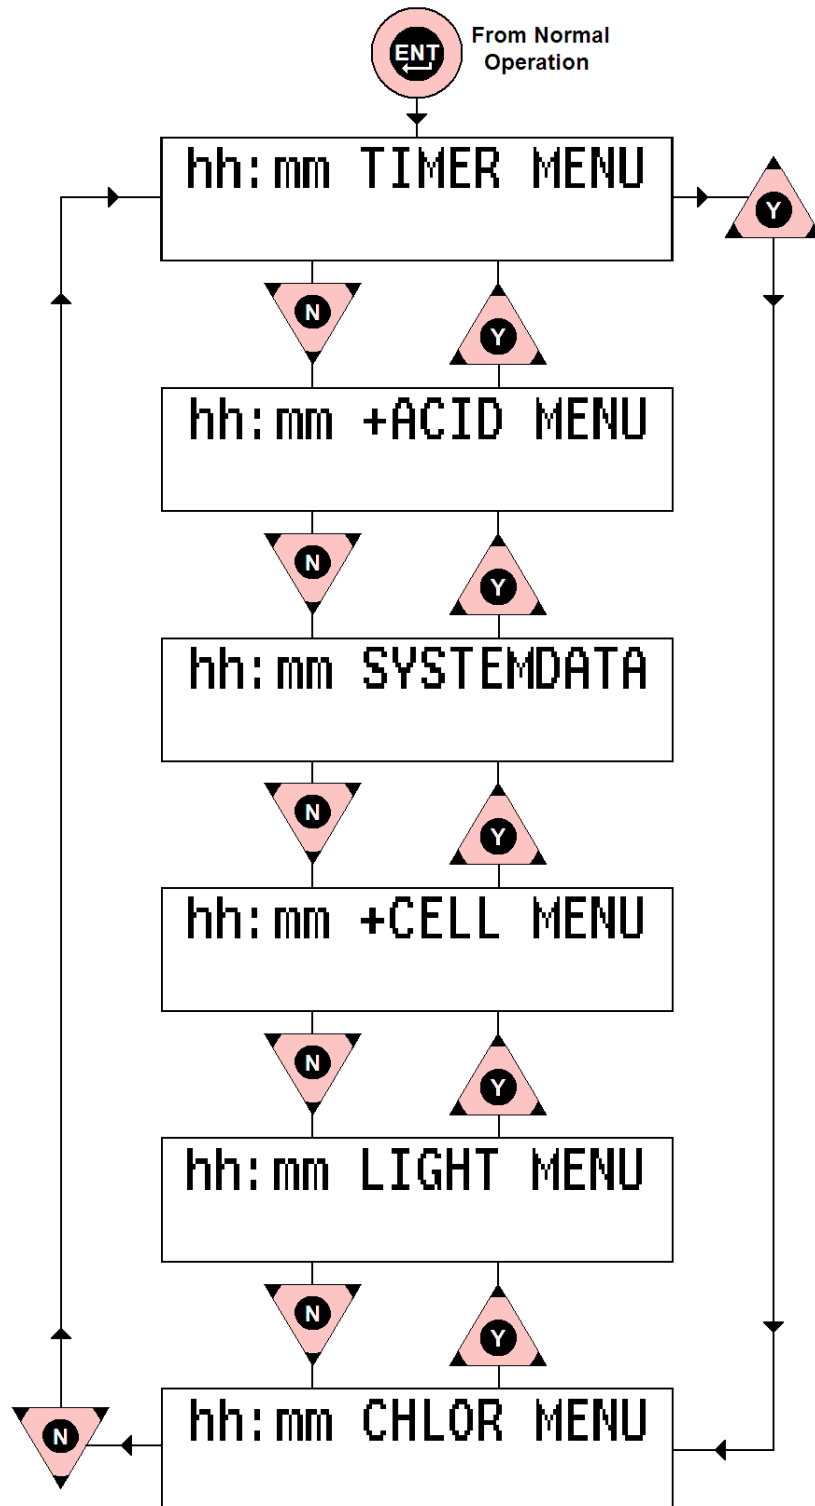 ENT
From Normal
Operation
hh:mm TIMER MENU
Y
N
Y
hh:mm +ACID MENU
N
Y
hh:mm SYSTEMDATA
N
Y
hh:mm +CELL MENU
N
Y
hh:mm LIGHT MENU
N
Y
hh:mm CHLOR MENU
N